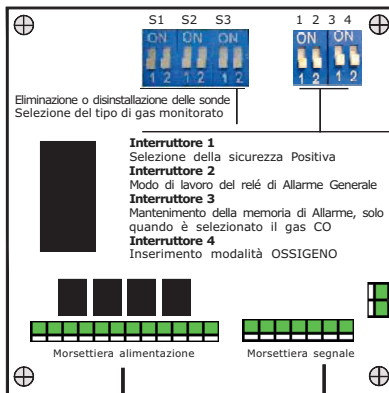 S1 S2 S3
1 2 3 4
ON ON ON
ON ON
1 2 1 2 1 2
1 2 1 2
Eliminazione o disinstallazione delle sonde
Selezione del tipo di gas monitorato
Interruttore 1
Selezione della sicurezza Positiva
Interruttore 2
Modo di lavoro del relé di Allarme Generale
Interruttore 3
Mantenimento della memoria di Allarme, solo
quando è selezionato il gas CO
Interruttore 4
Inserimento modalità OSSIGENO
Morsettiera alimentazione
Morsettiera segnale